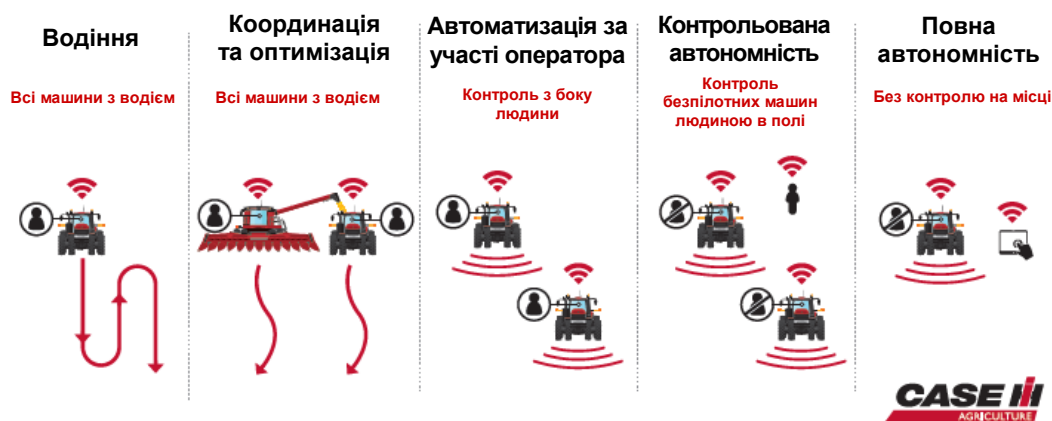 Водіння
Всі машини з водієм
Координація
та оптимізація
Всі машини з водієм
Автоматизація за
участі оператора
Контроль з боку
людини
Контрольована
автономність
Контроль
безпілотних машин
людиною в полі
Повна
автономність
Без контролю на місці
CASE IH
AGRICULTURE